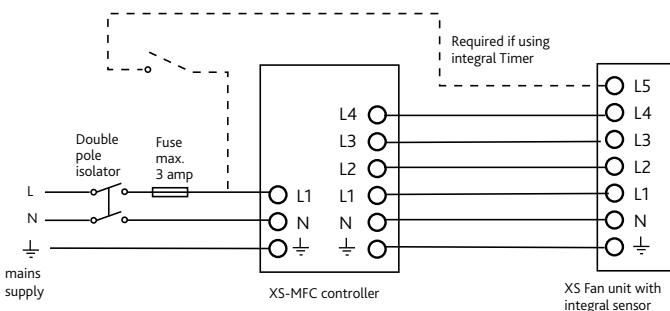 Required if using
integral Timer
L5
L4
L4
L3
L3
Double
pole
isolator
Fuse
max.
3 amp
L2
L2
L
L1
L1
L1
N
N
N
N
mains
supply
XS-MFC controller
XS Fan unit with
integral sensor